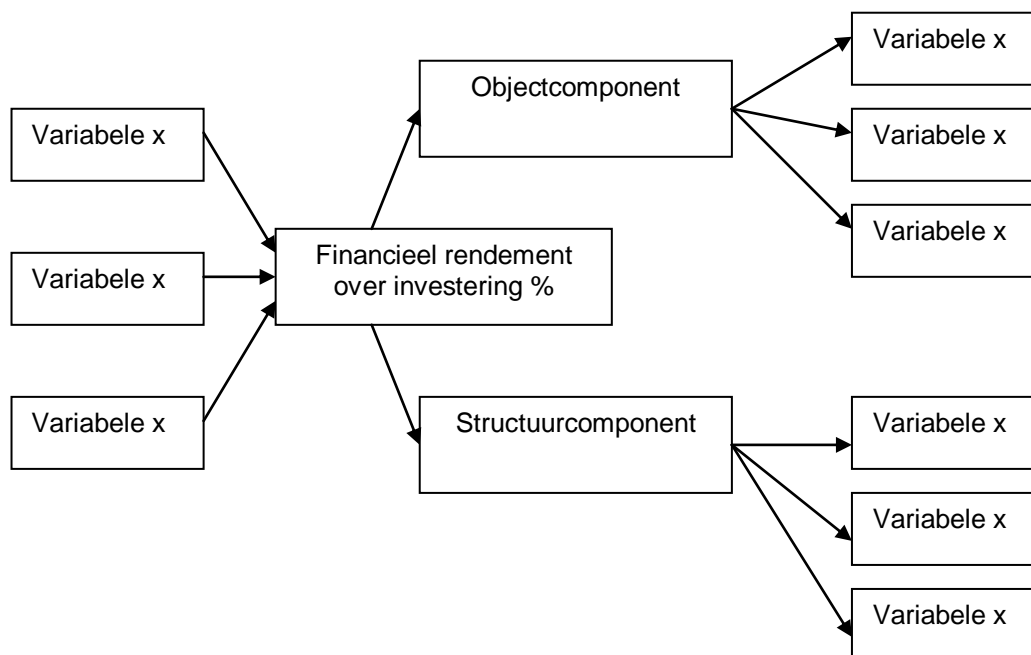 Variabele x
Variabele x
Variabele x
Financieel rendement
over investering %
Objectcomponent
Structuurcomponent
Variabele x
Variabele x
Variabele x
Variabele x
Variabele x
Variabele x